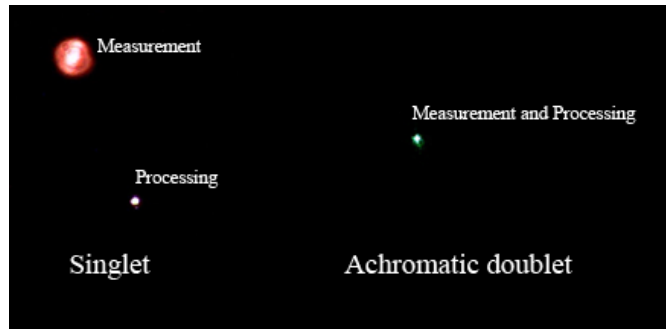 Measurement
Measurement and Processing
Processing
Singlet
Achromatic doublet